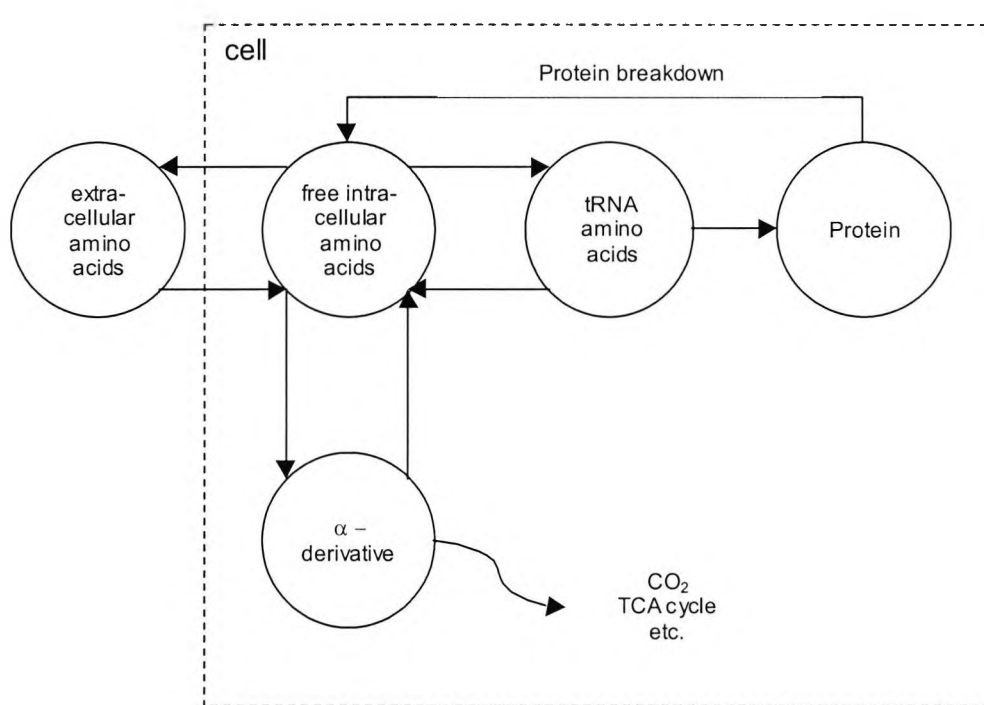 cell
Protein breakdown
extra-
cellular
amino
acids
free intra-
cellular
amino
acids
tRNA
amino
acids
Protein
α –
derivative
CO₂
TCA cycle
etc.